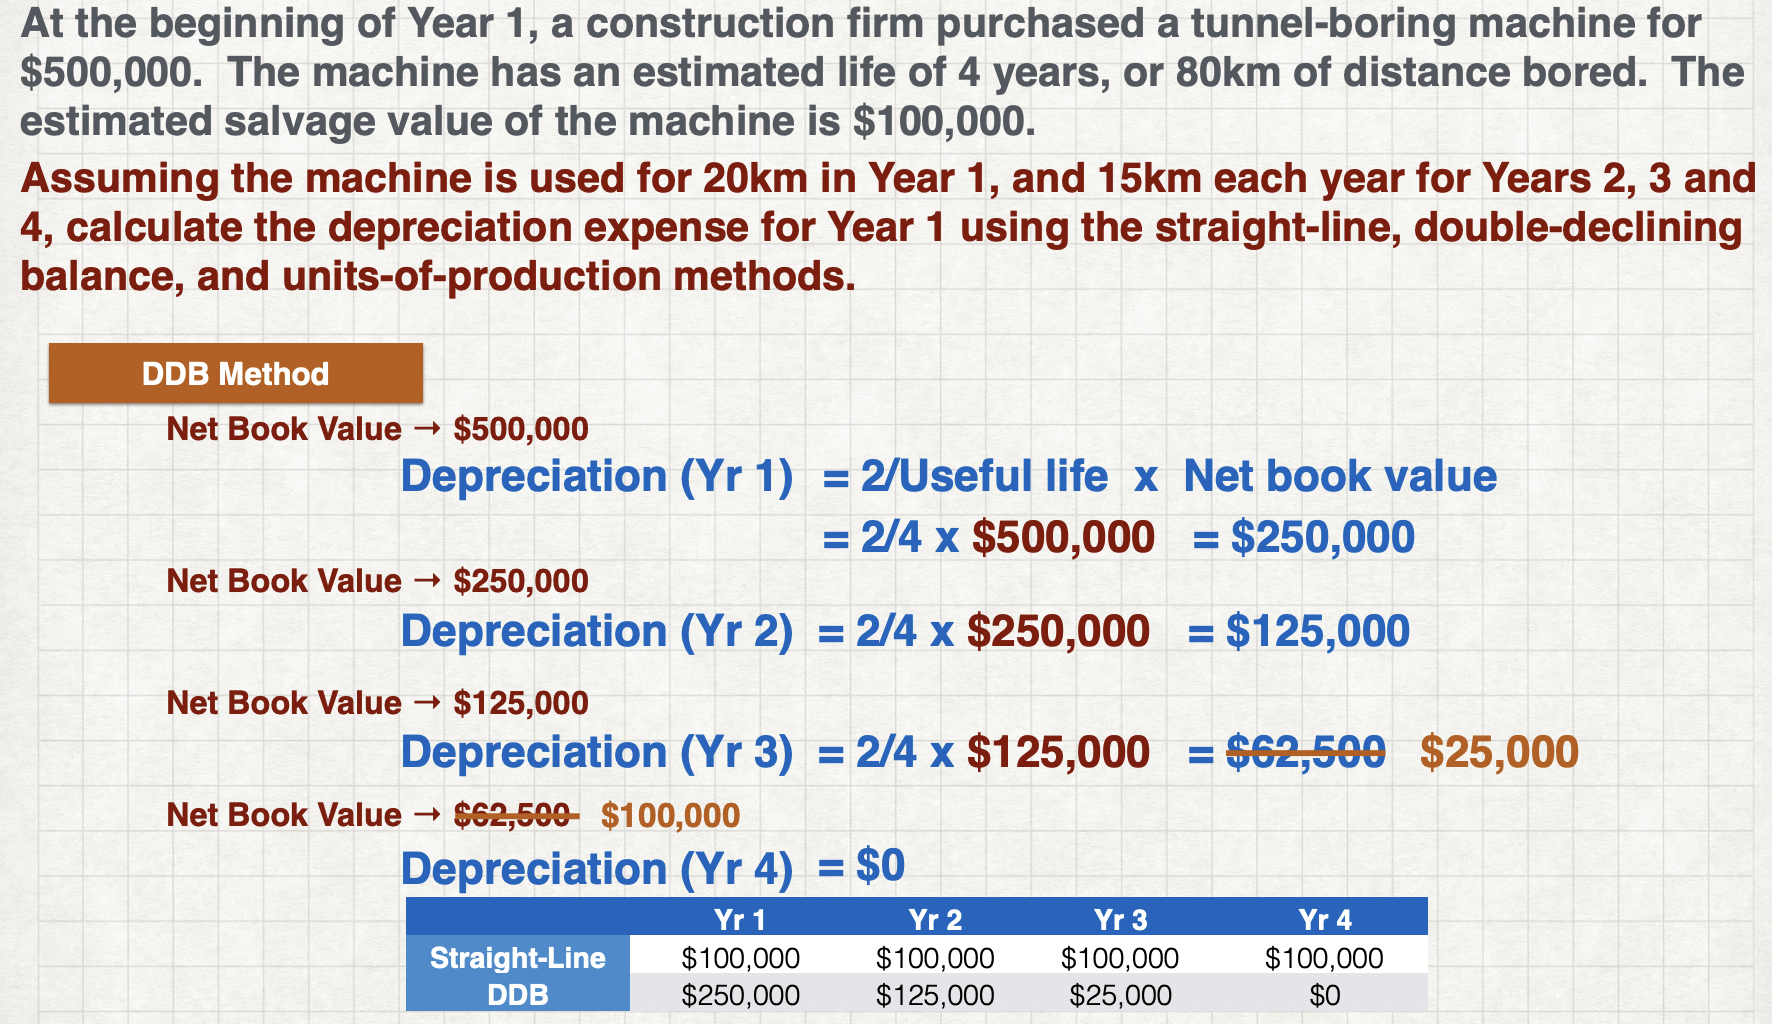 At the beginning of Year 1, a construction firm purchased a tunnel-boring machine for
$500,000.  The machine has an estimated life of 4 years, or 80km of distance bored.  The
estimated salvage value of the machine is $100,000.
Assuming the machine is used for 20km in Year 1, and 15km each year for Years 2, 3 and
4, calculate the depreciation expense for Year 1 using the straight-line, double-declining
balance, and units-of-production methods.
DDB Method
Net Book Value → $500,000
Depreciation (Yr 1) = 2/Useful life x Net book value
= 2/4 x $500,000 = $250,000
Net Book Value → $250,000
Depreciation (Yr 2) = 2/4 x $250,000 = $125,000
Net Book Value → $125,000
Depreciation (Yr 3) = 2/4 x $125,000 = $62,500 $25,000
Net Book Value → $62,500 $100,000
Depreciation (Yr 4) = $0
Yr 1 Yr 2 Yr 3 Yr 4
Straight-Line $100,000 $100,000 $100,000 $100,000
DDB $250,000 $125,000 $25,000 $0